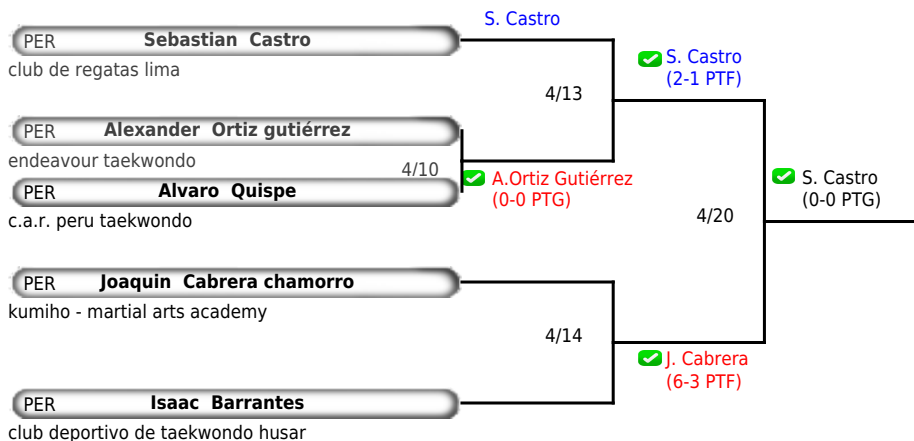 S. Castro
PER Sebastian Castro
club de regatas lima
S. Castro
(2-1 PTF)
4/13
PER Alexander Ortiz gutiérrez
endeavour taekwondo
4/10
A.Ortiz Gutiérrez
(0-0 PTG)
PER Alvaro Quispe
c.a.r. peru taekwondo
S. Castro
(0-0 PTG)
4/20
PER Joaquin Cabrera chamorro
kumiho - martial arts academy
4/14
J. Cabrera
(6-3 PTF)
PER Isaac Barrantes
club deportivo de taekwondo husar